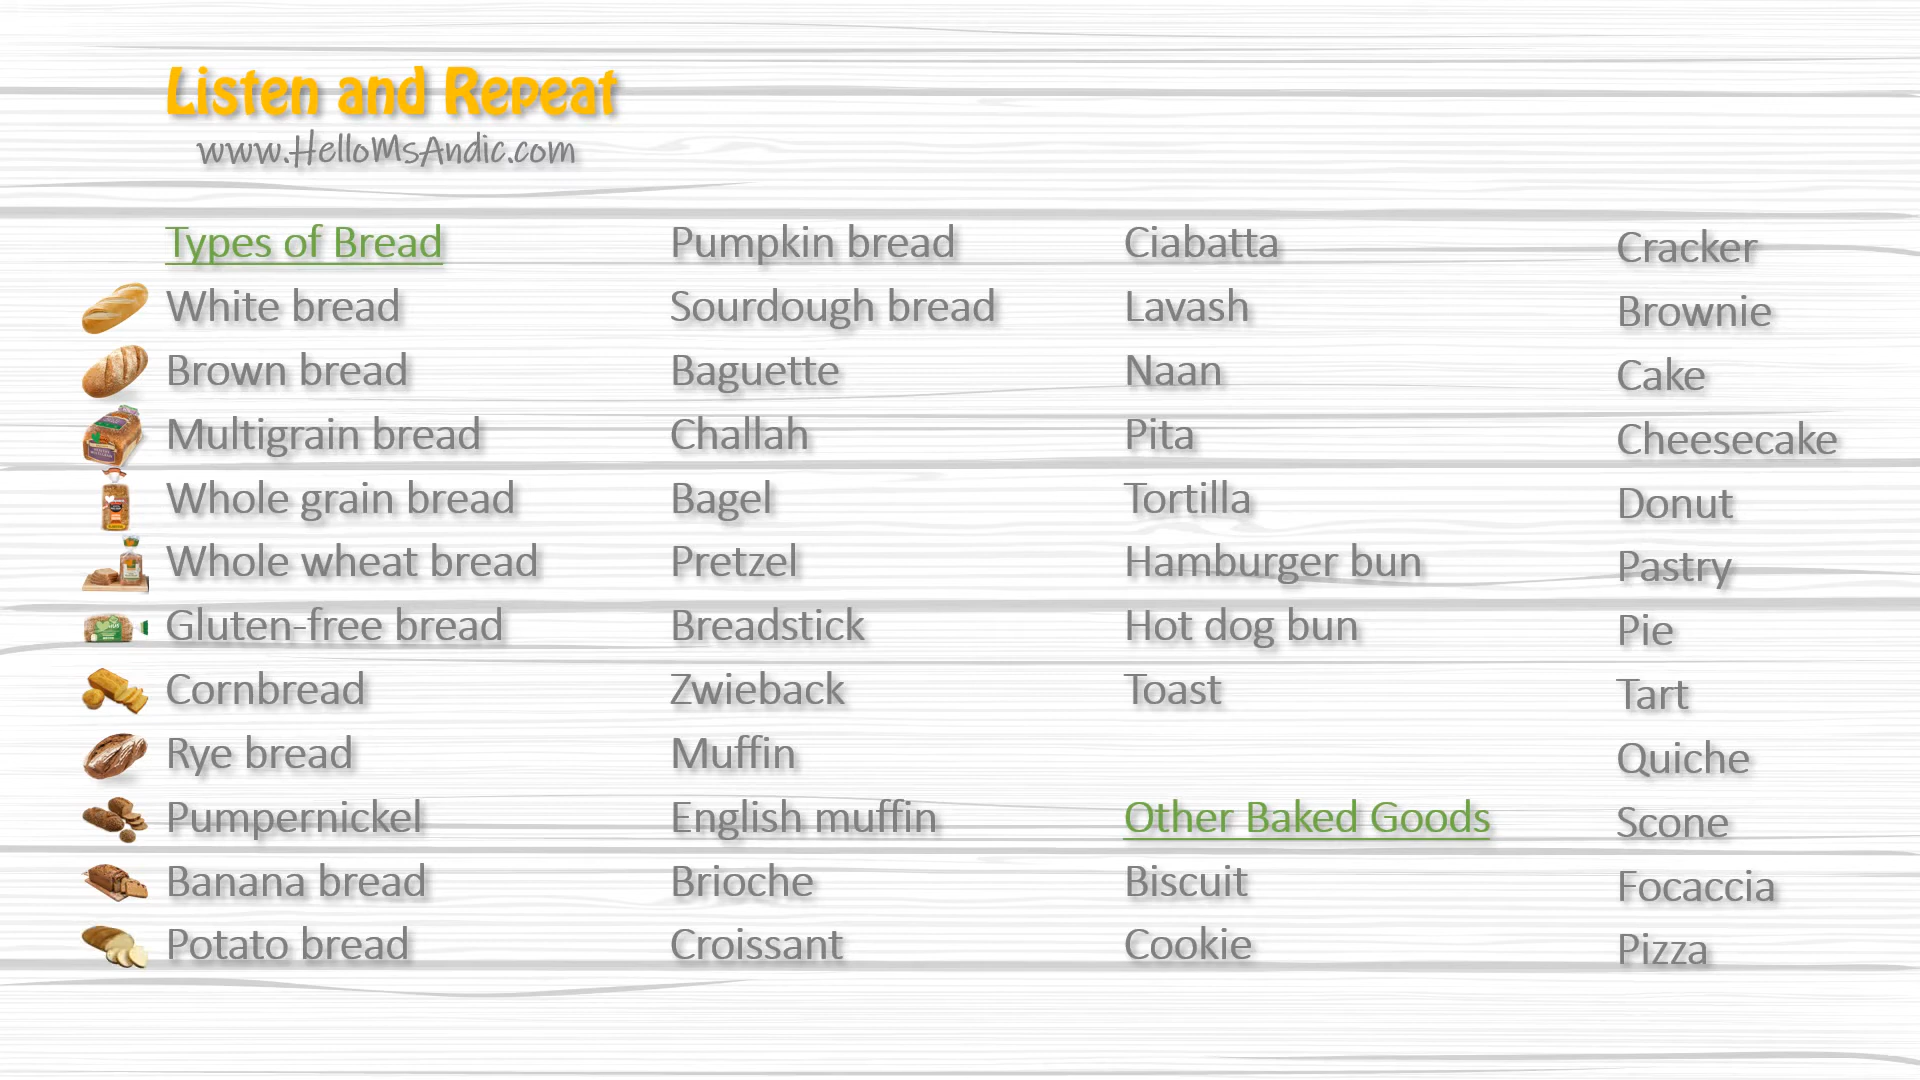 Listen and Repeat
www.HelloMsAndic.com
Types of Bread
White bread
Brown bread
Multigrain bread
Whole grain bread
Whole wheat bread
Gluten-free bread
Cornbread
Rye bread
Pumpernickel
Banana bread
Potato bread
Pumpkin bread
Sourdough bread
Baguette
Challah
Bagel
Pretzel
Breadstick
Zwieback
Muffin
English muffin
Brioche
Croissant
Ciabatta
Lavash
Naan
Pita
Tortilla
Hamburger bun
Hot dog bun
Toast
Other Baked Goods
Biscuit
Cookie
Cracker
Brownie
Cake
Cheesecake
Donut
Pastry
Pie
Tart
Quiche
Scone
Focaccia
Pizza